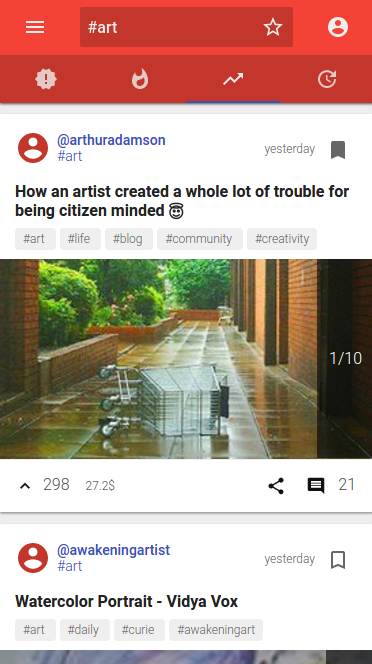 #art
@arthuradamson
#art
yesterday
How an artist created a whole lot of trouble for
being citizen minded 😇
#art #life #blog #community #creativity
1/10
298 27.2$ 21
@awakeningartist
#art
yesterday
Watercolor Portrait - Vidya Vox
#art #daily #curie #awakeningart